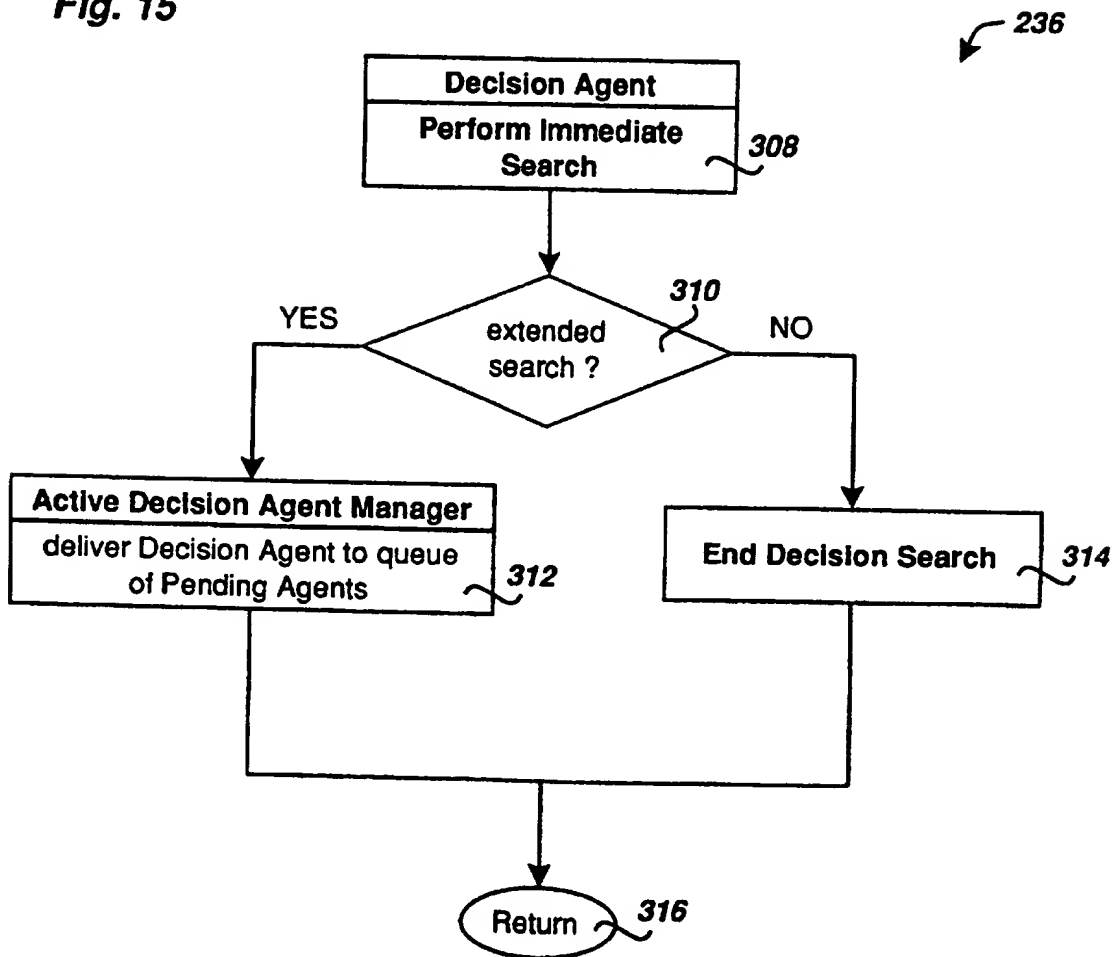 Fig. 15
236
Decision Agent
Perform Immediate
Search
308
310
extended
search ?
YES
NO
Active Decision Agent Manager
deliver Decision Agent to queue
of Pending Agents
312
End Decision Search
314
Return
316